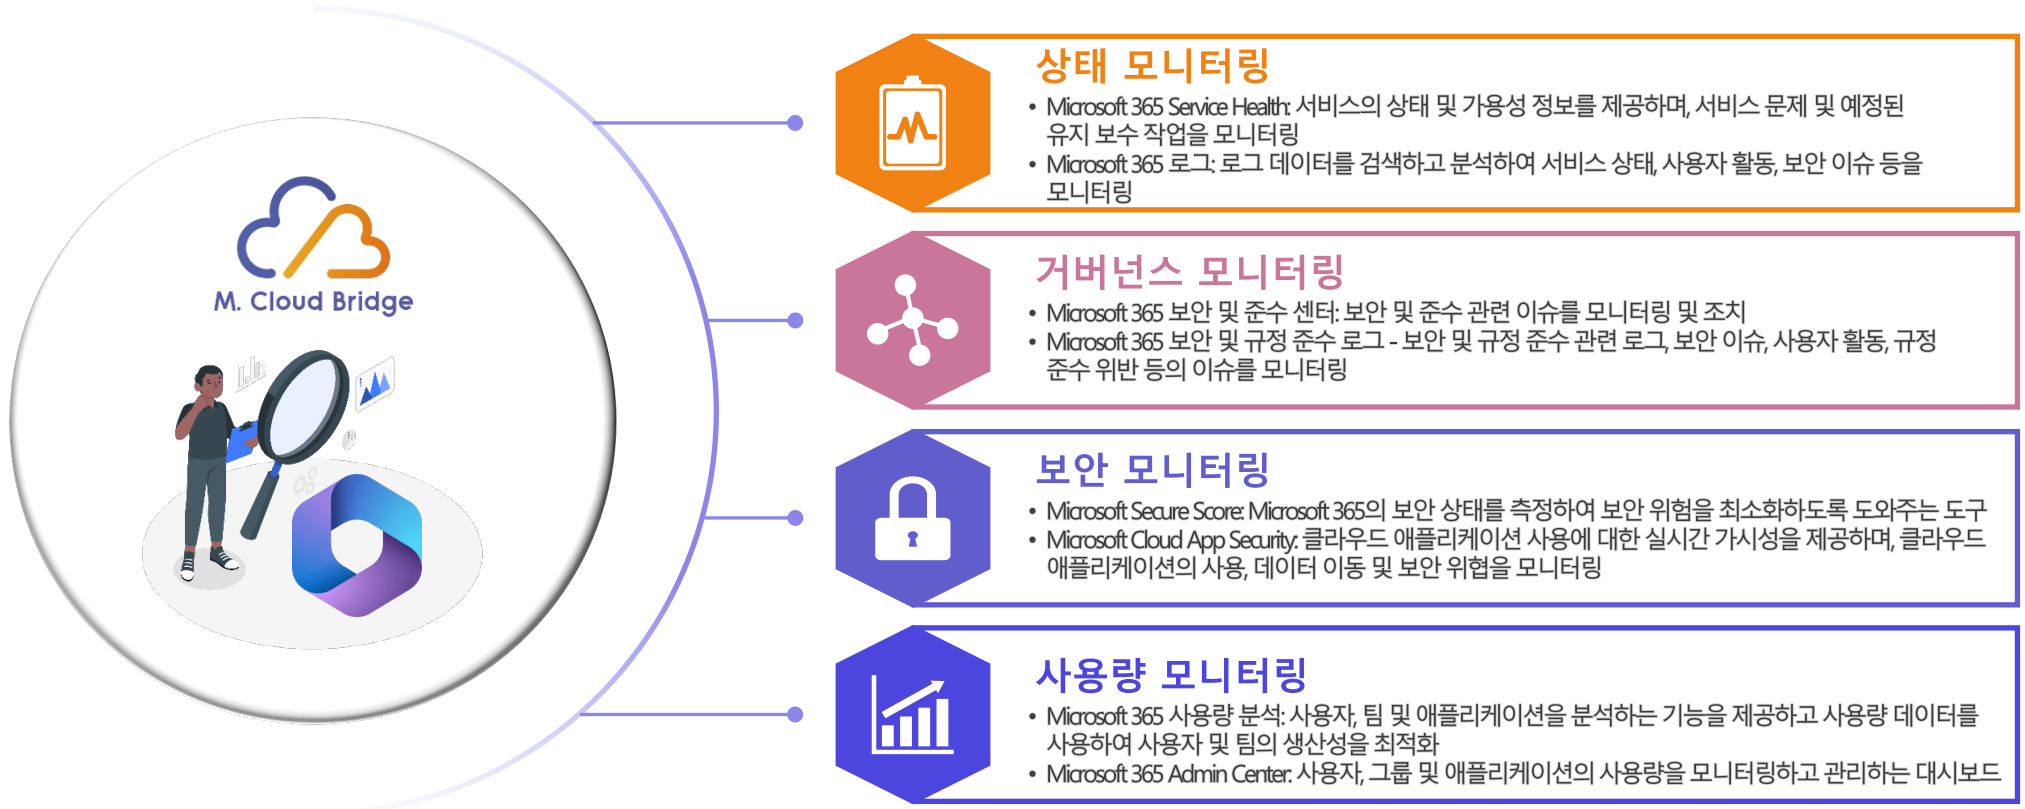 M. Cloud Bridge
상태 모니터링
• Microsoft 365 Service Health: 서비스의 상태 및 가용성 정보를 제공하며, 서비스 문제 및 예정된
유지 보수 작업을 모니터링
• Microsoft 365 로그: 로그 데이터를 검색하고 분석하여 서비스 상태, 사용자 활동, 보안 이슈 등을
모니터링
거버넌스 모니터링
• Microsoft 365 보안 및 준수 센터: 보안 및 준수 관련 이슈를 모니터링 및 조치
• Microsoft 365 보안 및 규정 준수 로그 - 보안 및 규정 준수 관련 로그, 보안 이슈, 사용자 활동, 규정
준수 위반 등의 이슈를 모니터링
보안 모니터링
• Microsoft Secure Score: Microsoft 365의 보안 상태를 측정하여 보안 위험을 최소화하도록 도와주는 도구
• Microsoft Cloud App Security: 클라우드 애플리케이션 사용에 대한 실시간 가시성을 제공하며, 클라우드
애플리케이션의 사용, 데이터 이동 및 보안 위협을 모니터링
사용량 모니터링
• Microsoft 365 사용량 분석: 사용자, 팀 및 애플리케이션을 분석하는 기능을 제공하고 사용량 데이터를
사용하여 사용자 및 팀의 생산성을 최적화
• Microsoft 365 Admin Center: 사용자, 그룹 및 애플리케이션의 사용량을 모니터링하고 관리하는 대시보드